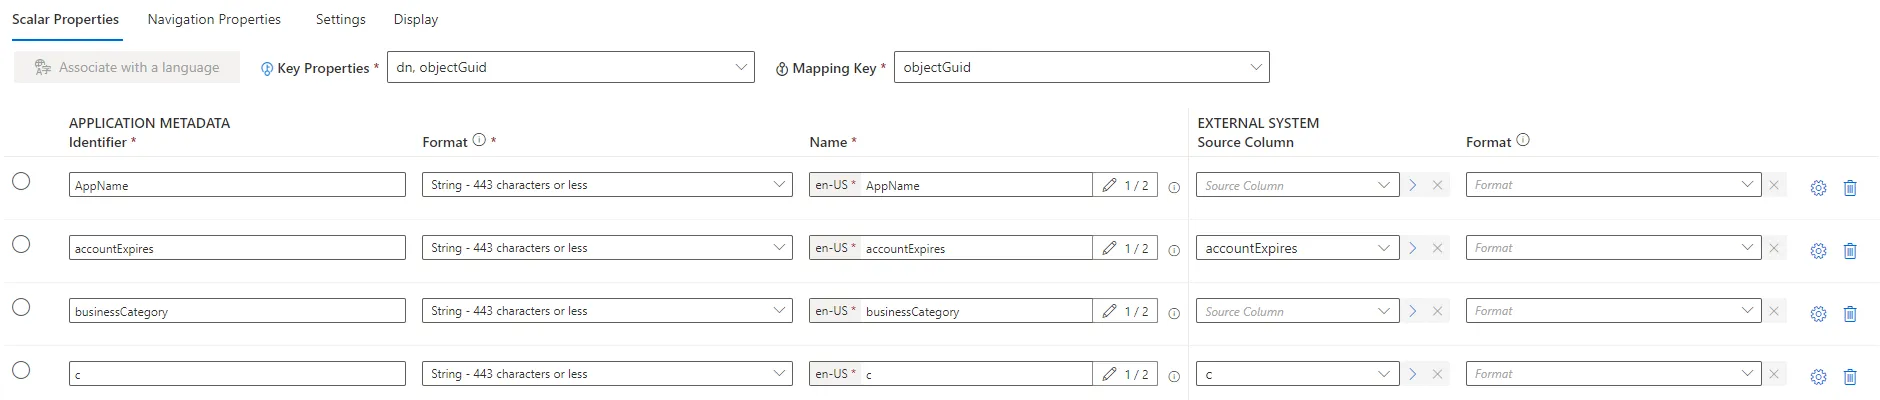 Scalar Properties Navigation Properties Settings Display
Associate with a language Key Properties * dn, objectGuid Mapping Key * objectGuid
APPLICATION METADATA EXTERNAL SYSTEM
Identifier * Format * Name * Source Column Format
AppName String - 443 characters or less en-US * AppName 1 / 2 Source Column Format
accountExpires String - 443 characters or less en-US * accountExpires 1 / 2 accountExpires Format
businessCategory String - 443 characters or less en-US * businessCategory 1 / 2 Source Column Format
c String - 443 characters or less en-US * c 1 / 2 c Format